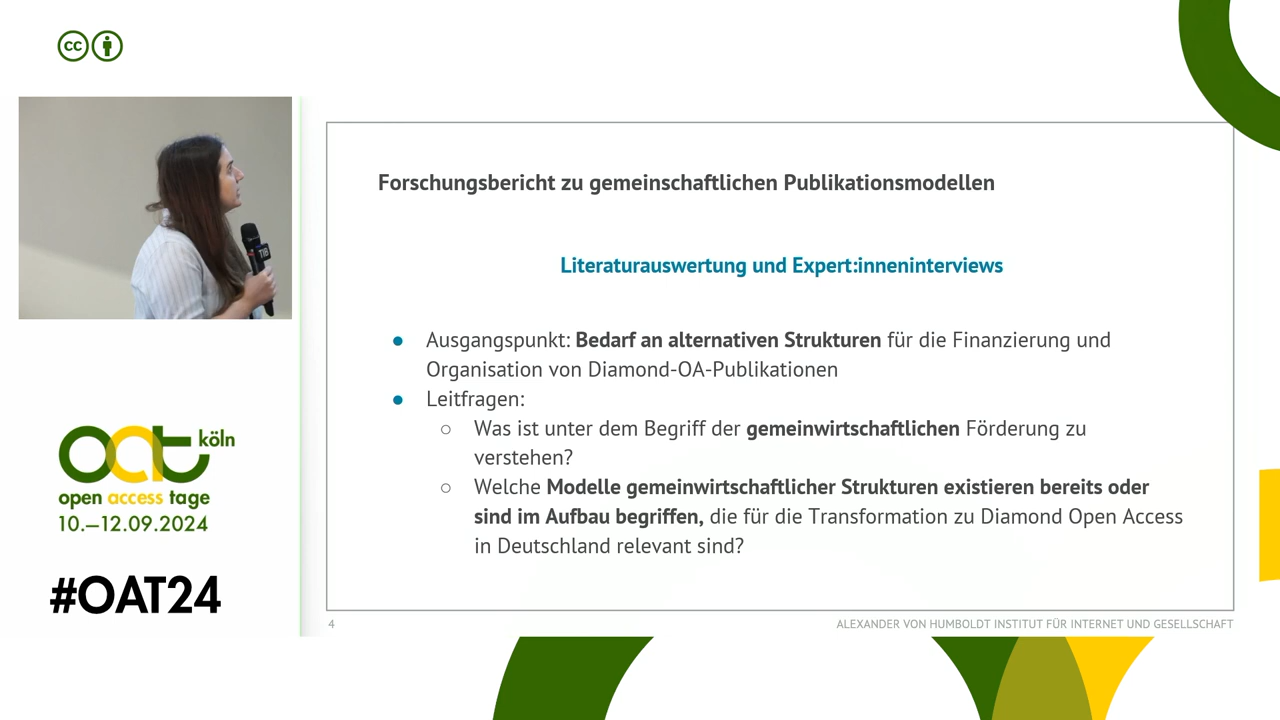 cc
TIB
Forschungsbericht zu gemeinschaftlichen Publikationsmodellen
Literaturauswertung und Expert:inneninterviews
● Ausgangspunkt: Bedarf an alternativen Strukturen für die Finanzierung und
Organisation von Diamond-OA-Publikationen
● Leitfragen:
○ Was ist unter dem Begriff der gemeinwirtschaftlichen Förderung zu
verstehen?
○ Welche Modelle gemeinwirtschaftlicher Strukturen existieren bereits oder
sind im Aufbau begriffen, die für die Transformation zu Diamond Open Access
in Deutschland relevant sind?
4
ALEXANDER VON HUMBOLDT INSTITUT FÜR INTERNET UND GESELLSCHAFT
oat köln
open access tage
10.–12.09.2024
#OAT24